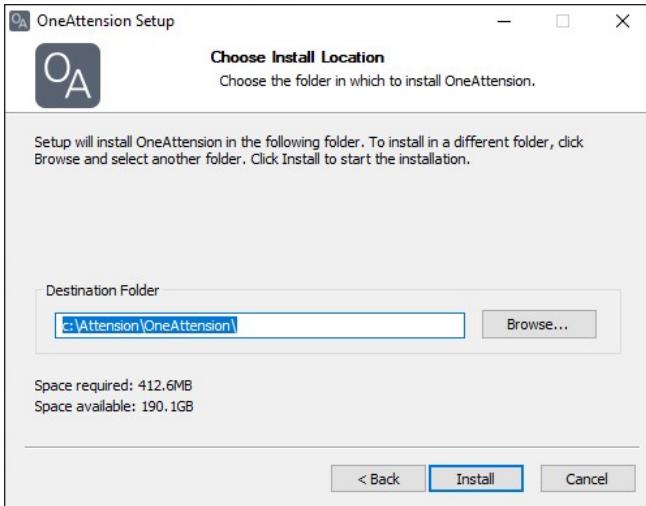 OneAttension Setup
OA
Choose Install Location
Choose the folder in which to install OneAttension.
Setup will install OneAttension in the following folder. To install in a different folder, click
Browse and select another folder. Click Install to start the installation.
Destination Folder
c:\Attension\OneAttension\
Browse...
Space required: 412.6MB
Space available: 190.1GB
< Back
Install
Cancel